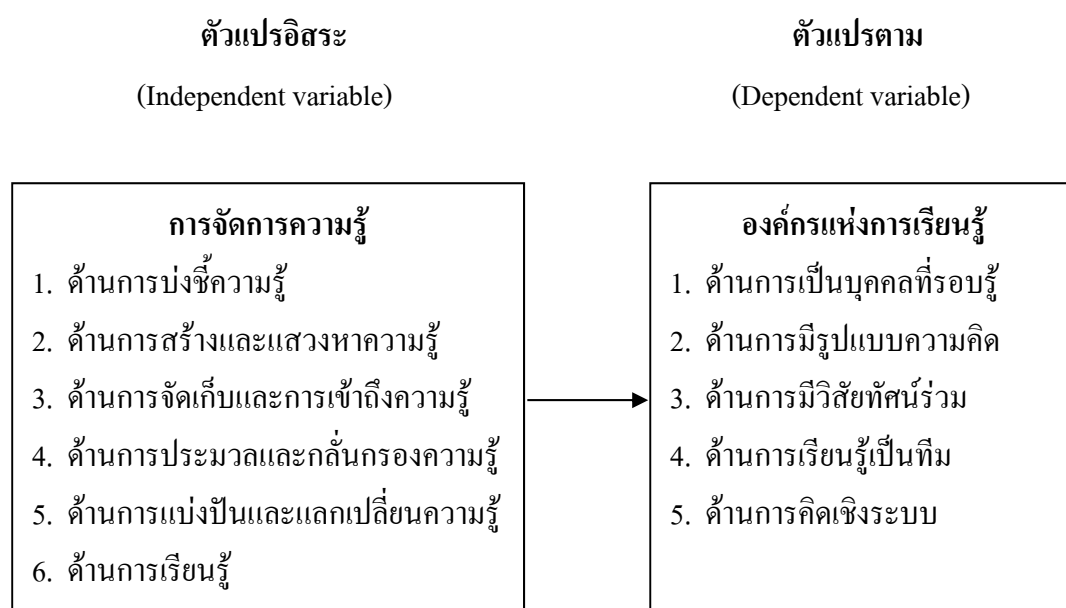 ตัวแปรอิสระ
(Independent variable)
ตัวแปรตาม
(Dependent variable)
การจัดการความรู้
1. ด้านการบ่งชี้ความรู้
2. ด้านการสร้างและแสวงหาความรู้
3. ด้านการจัดเก็บและการเข้าถึงความรู้
4. ด้านการประมวลและกลั่นกรองความรู้
5. ด้านการแบ่งปันและแลกเปลี่ยนความรู้
6. ด้านการเรียนรู้
องค์กรแห่งการเรียนรู้
1. ด้านการเป็นบุคคลที่รอบรู้
2. ด้านการมีรูปแบบความคิด
3. ด้านการมีวิสัยทัศน์ร่วม
4. ด้านการเรียนรู้เป็นทีม
5. ด้านการคิดเชิงระบบ